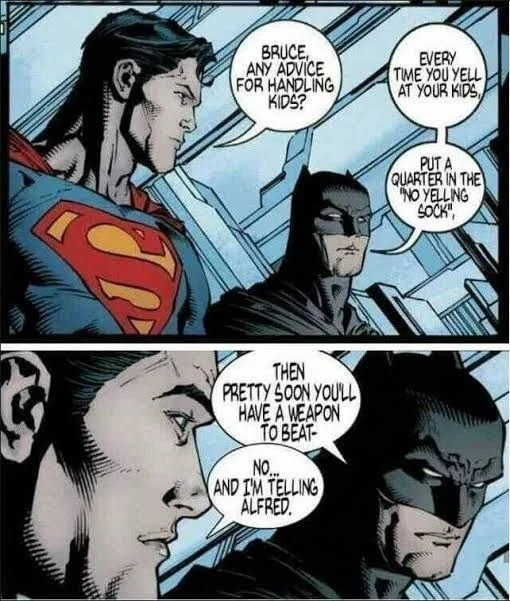 BRUCE,
ANY ADVICE
FOR HANDLING
KIDS?
EVERY
TIME YOU YELL
AT YOUR KIDS,
PUT A
QUARTER IN THE
"NO YELLING
SOCK",
THEN
PRETTY SOON YOU'LL
HAVE A WEAPON
TO BEAT-
NO...
AND I'M TELLING
ALFRED.